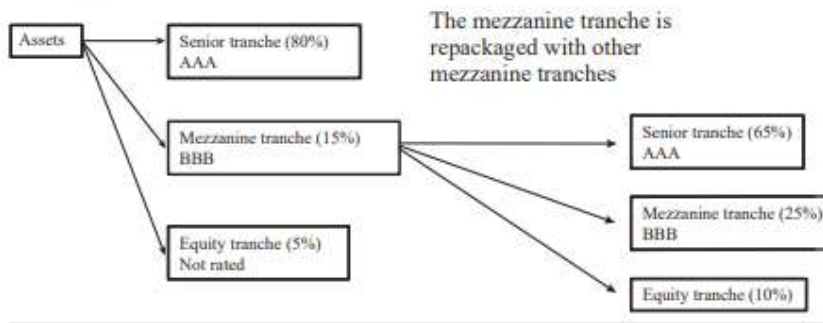 Assets
Senior tranche (80%)
AAA
The mezzanine tranche is
repackaged with other
mezzanine tranches
Mezzanine tranche (15%)
BBB
Senior tranche (65%)
AAA
Mezzanine tranche (25%)
BBB
Equity tranche (5%)
Not rated
Equity tranche (10%)